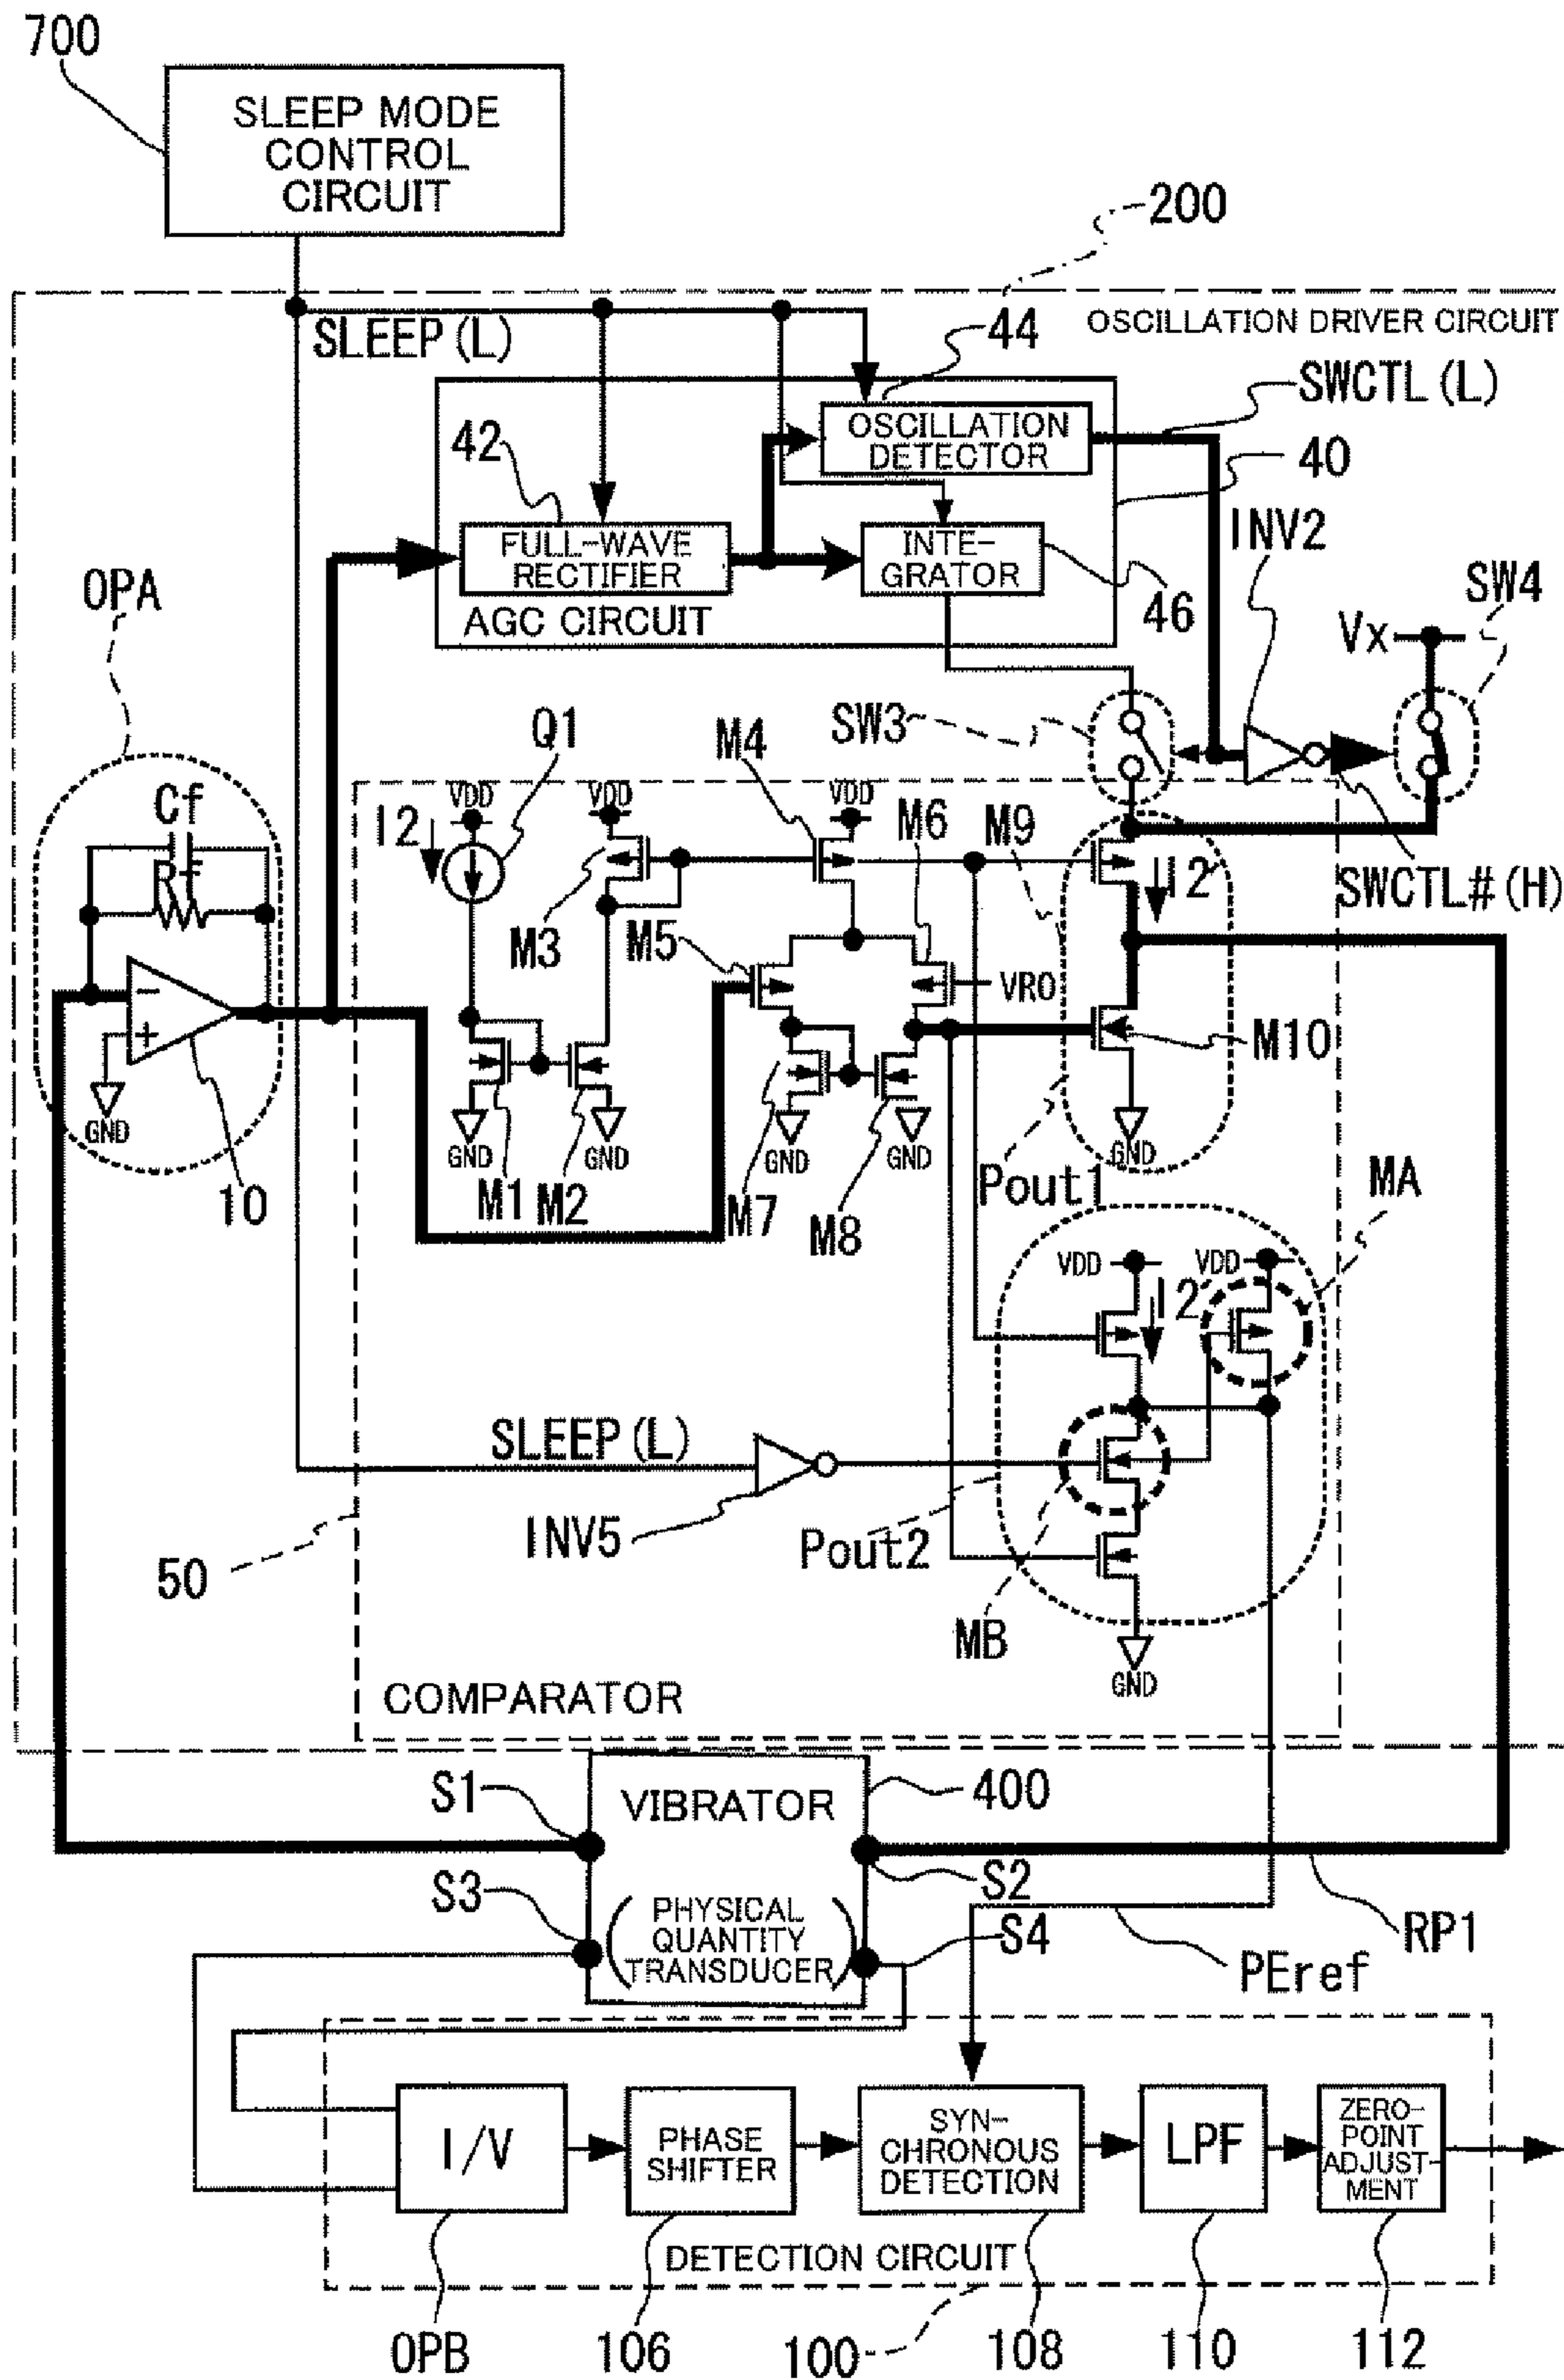 700
SLEEP MODE
CONTROL
CIRCUIT
200
SLEEP(L)
44
OSCILLATION DRIVER CIRCUIT
SWCTL(L)
42
OSCILLATION
DETECTOR
40
INV2
FULL-WAVE
RECTIFIER
INTE-
GRATOR
OPA
AGC CIRCUIT
46
SW4
Vx
SW3
Q1
M4
Cf
VDD
VDD
VDD
I2
M6
M9
Rf
I2
SWCTL#(H)
M3
M5
VR0
−
+
M10
GND
GND
GND
GND
GND
GND
10
M1
M2
M7
M8
Pout1
MA
VDD
VDD
I2
SLEEP(L)
INV5
Pout2
50
MB
GND
COMPARATOR
S1
VIBRATOR
400
S3
S2
PHYSICAL
QUANTITY
TRANSDUCER
( )
S4
RP1
PEref
I/V
PHASE
SHIFTER
SYN-
CHRONOUS
DETECTION
LPF
ZERO-
POINT
ADJUST-
MENT
DETECTION CIRCUIT
OPB
106
100
108
110
112